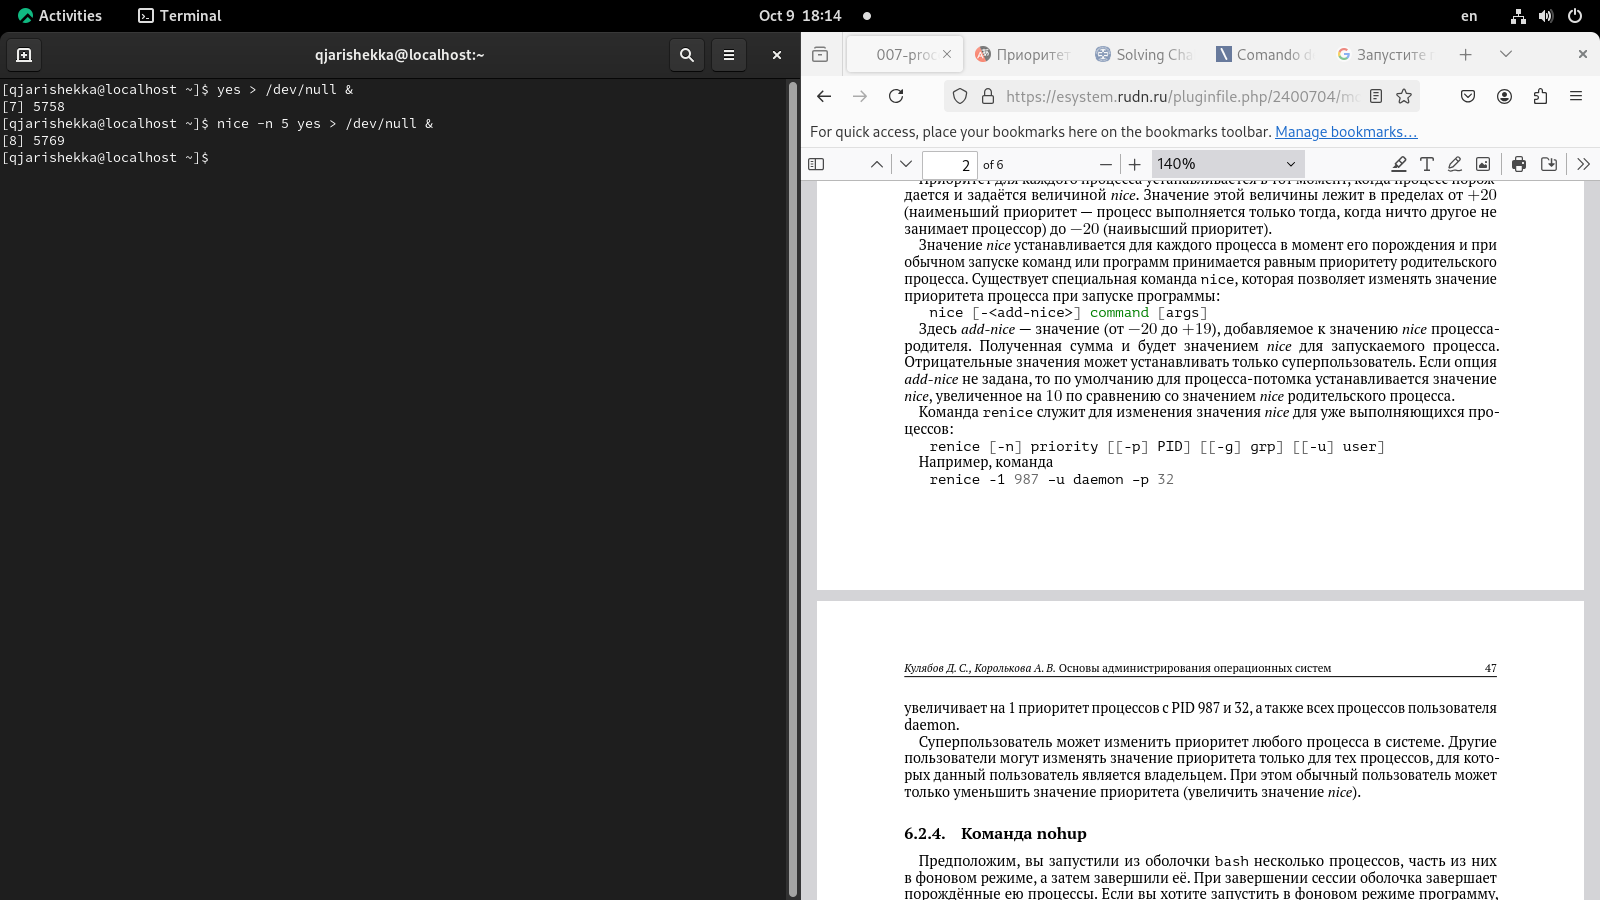 Activities
Terminal
Oct 9 18:14
en
qjarishekka@localhost:~
[qjarishekka@localhost ~]$ yes > /dev/null &
[7] 5758
[qjarishekka@localhost ~]$ nice -n 5 yes > /dev/null &
[8] 5769
[qjarishekka@localhost ~]$
007-proc
Приоритет
Solving Cha
Comando d
Запустите
https://esystem.rudn.ru/pluginfile.php/2400704/mo
For quick access, place your bookmarks here on the bookmarks toolbar. Manage bookmarks…
2 of 6
140%
Приоритет для каждого процесса устанавливается в тот момент, когда процесс порож-
дается и задаётся величиной nice. Значение этой величины лежит в пределах от +20
(наименьший приоритет — процесс выполняется только тогда, когда ничто другое не
занимает процессор) до −20 (наивысший приоритет).
Значение nice устанавливается для каждого процесса в момент его порождения и при
обычном запуске команд или программ принимается равным приоритету родительского
процесса. Существует специальная команда nice, которая позволяет изменять значение
приоритета процесса при запуске программы:
nice [-<add-nice>] command [args]
Здесь add-nice — значение (от −20 до +19), добавляемое к значению nice процесса-
родителя. Полученная сумма и будет значением nice для запускаемого процесса.
Отрицательные значения может устанавливать только суперпользователь. Если опция
add-nice не задана, то по умолчанию для процесса-потомка устанавливается значение
nice, увеличенное на 10 по сравнению со значением nice родительского процесса.
Команда renice служит для изменения значения nice для уже выполняющихся про-
цессов:
renice [-n] priority [[-p] PID] [[-g] grp] [[-u] user]
Например, команда
renice -1 987 -u daemon -p 32
Кулябов Д. С., Королькова А. В. Основы администрирования операционных систем 47
увеличивает на 1 приоритет процессов с PID 987 и 32, а также всех процессов пользователя
daemon.
Суперпользователь может изменить приоритет любого процесса в системе. Другие
пользователи могут изменять значение приоритета только для тех процессов, для кото-
рых данный пользователь является владельцем. При этом обычный пользователь может
только уменьшить значение приоритета (увеличить значение nice).
6.2.4. Команда nohup
Предположим, вы запустили из оболочки bash несколько процессов, часть из них
в фоновом режиме, а затем завершили её. При завершении сессии оболочка завершает
порождённые ею процессы. Если вы хотите запустить в фоновом режиме программу,